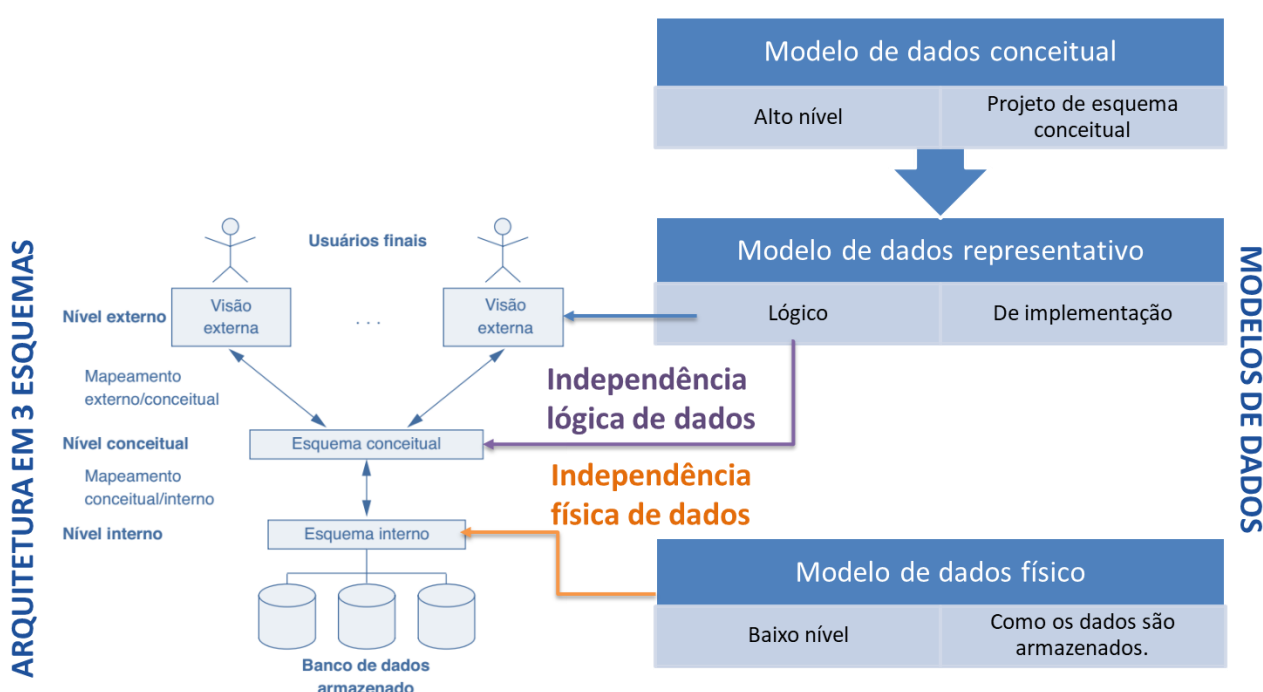 ARQUITETURA EM 3 ESQUEMAS
Usuários finais
Nível externo
Visão
externa
. . .
Visão
externa
Mapeamento
externo/conceitual
Nível conceitual
Esquema conceitual
Mapeamento
conceitual/interno
Nível interno
Esquema interno
Banco de dados
armazenado
Independência
lógica de dados
Independência
física de dados
Modelo de dados conceitual
Alto nível
Projeto de esquema
conceitual
Modelo de dados representativo
Lógico
De implementação
Modelo de dados físico
Baixo nível
Como os dados são
armazenados.
MODELOS DE DADOS